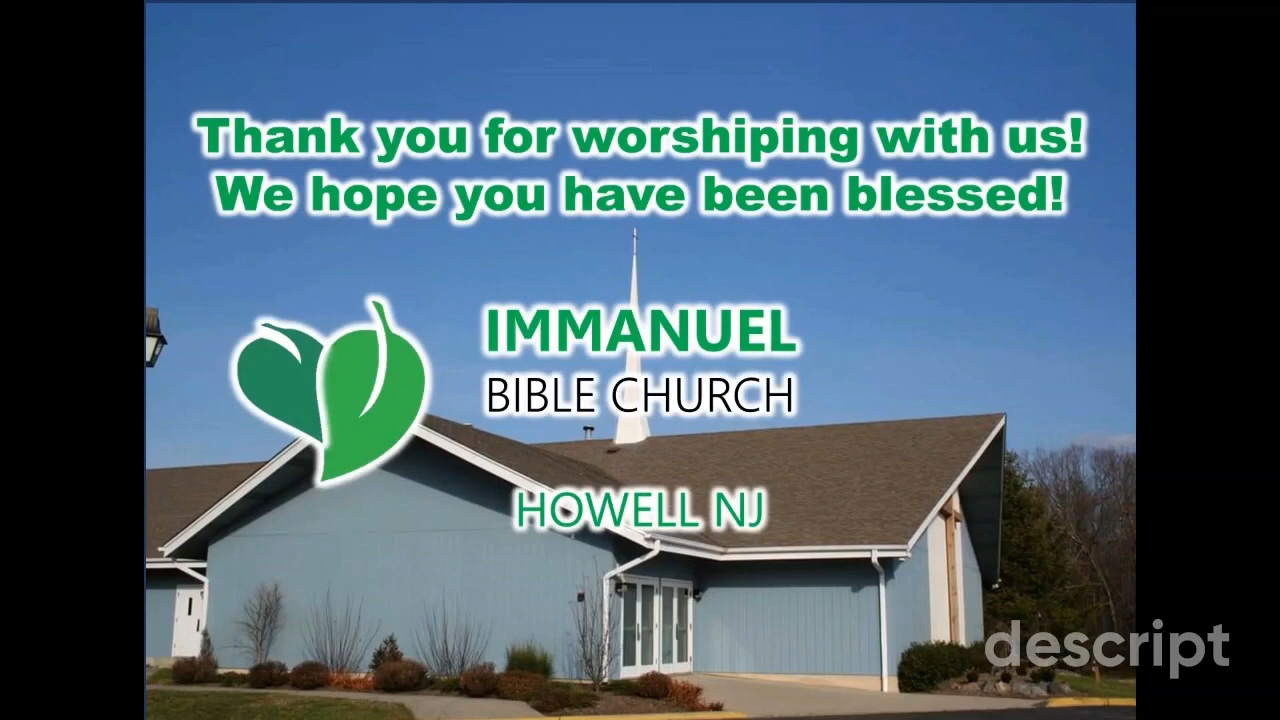 Thank you for worshiping with us!
We hope you have been blessed!
IMMANUEL
BIBLE CHURCH
HOWELL NJ
descript